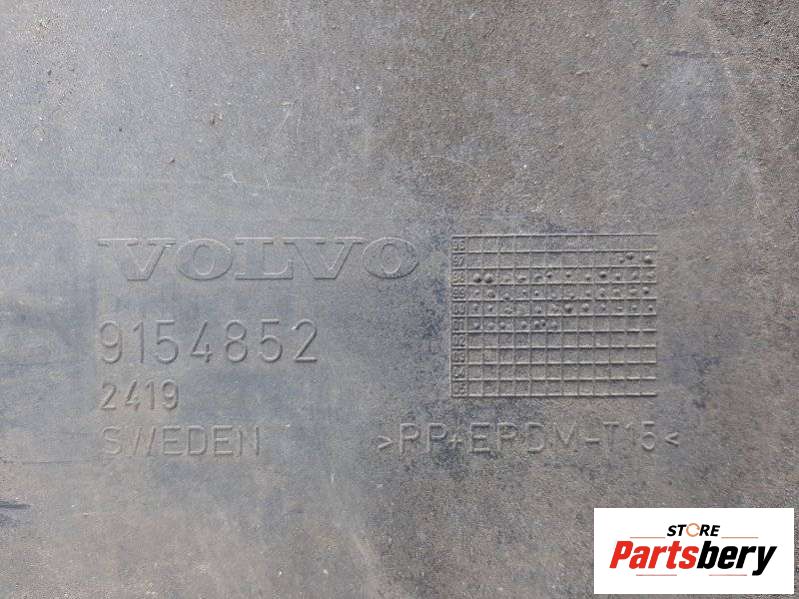 VOLVO
9154852
2419
SWEDEN
>PP+EPDM-T15<
STORE
Partsbery